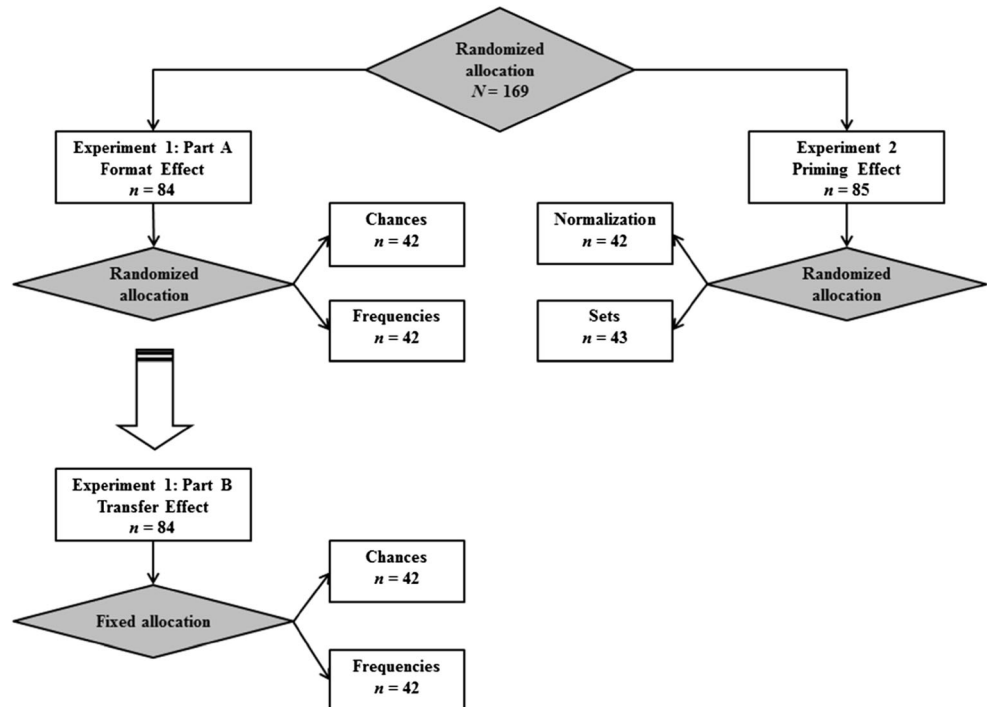 Randomized
allocation
N = 169
Experiment 1: Part A
Format Effect
n = 84
Experiment 2
Priming Effect
n = 85
Chances
n = 42
Normalization
n = 42
Randomized
allocation
Randomized
allocation
Frequencies
n = 42
Sets
n = 43
Experiment 1: Part B
Transfer Effect
n = 84
Chances
n = 42
Fixed allocation
Frequencies
n = 42